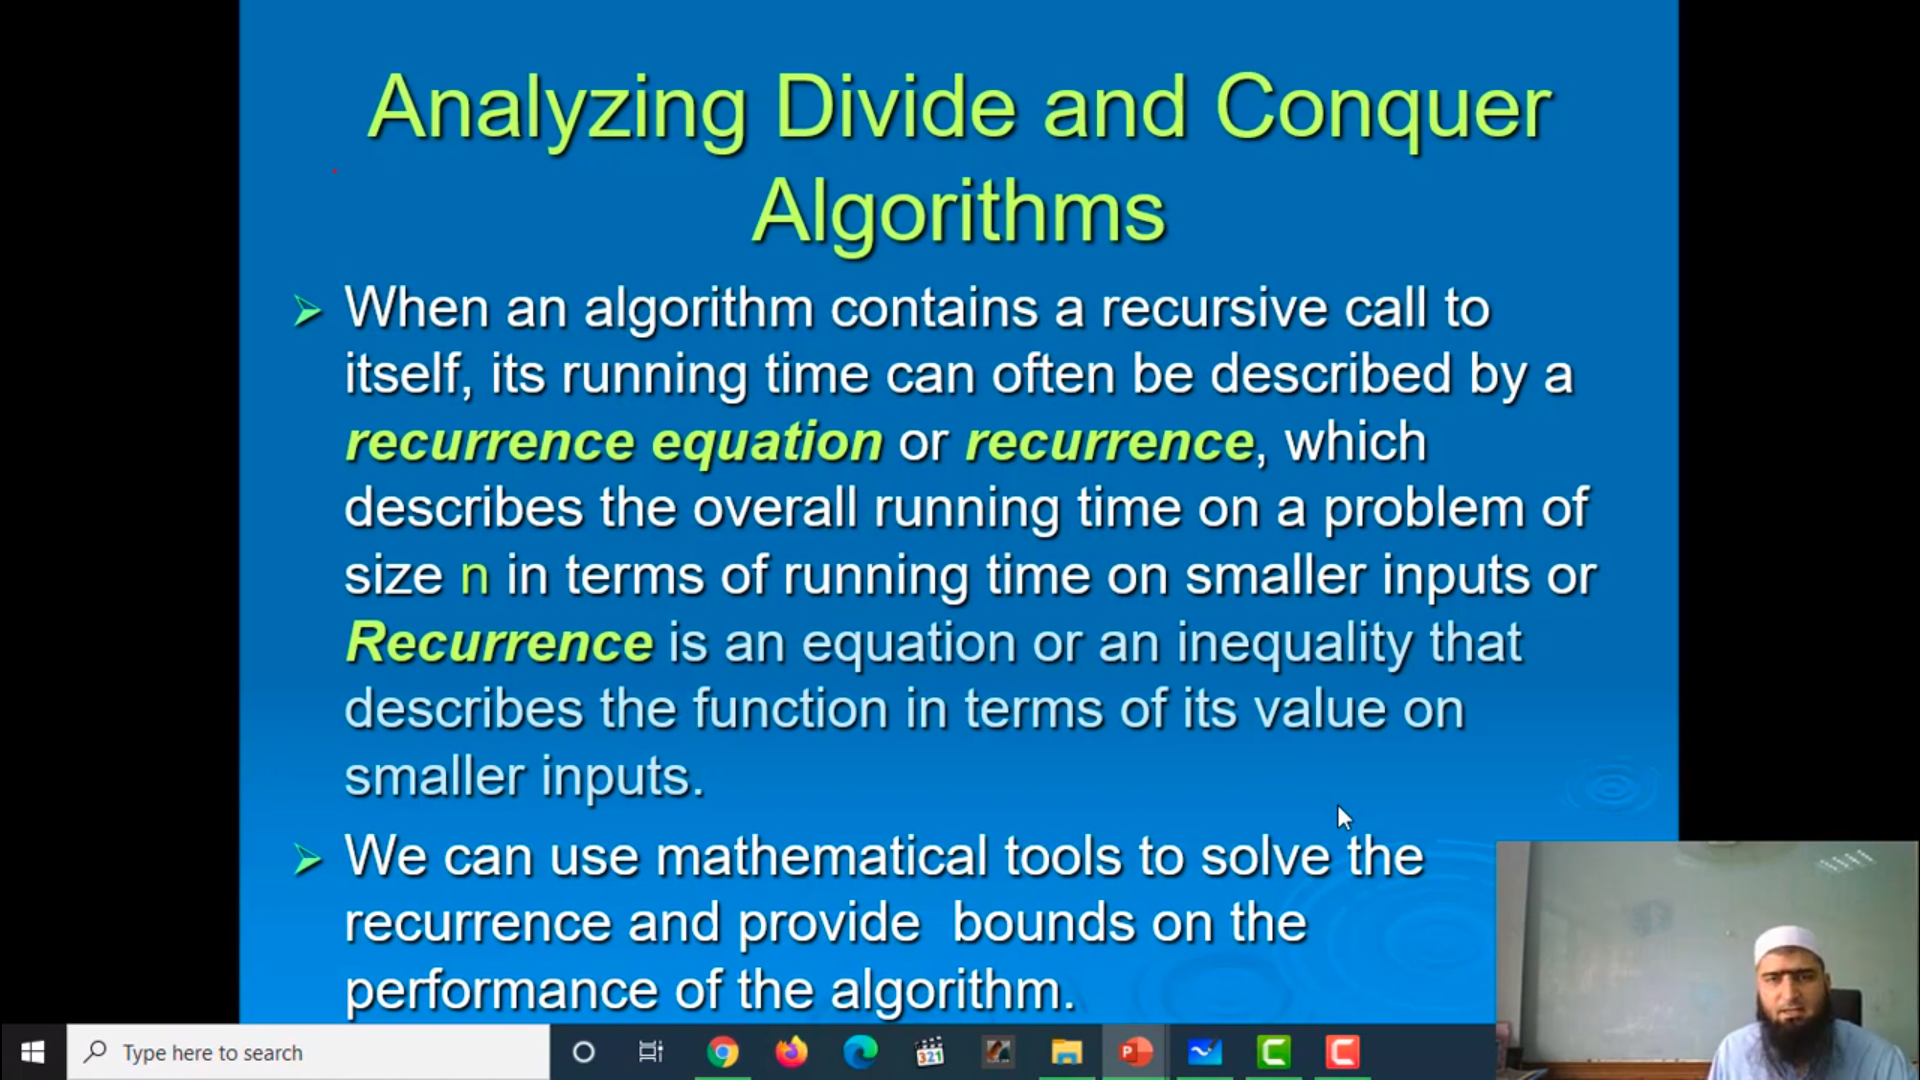 Analyzing Divide and Conquer
Algorithms
When an algorithm contains a recursive call to
itself, its running time can often be described by a
recurrence equation or recurrence, which
describes the overall running time on a problem of
size n in terms of running time on smaller inputs or
Recurrence is an equation or an inequality that
describes the function in terms of its value on
smaller inputs.
We can use mathematical tools to solve the
recurrence and provide bounds on the
performance of the algorithm.
Type here to search
321